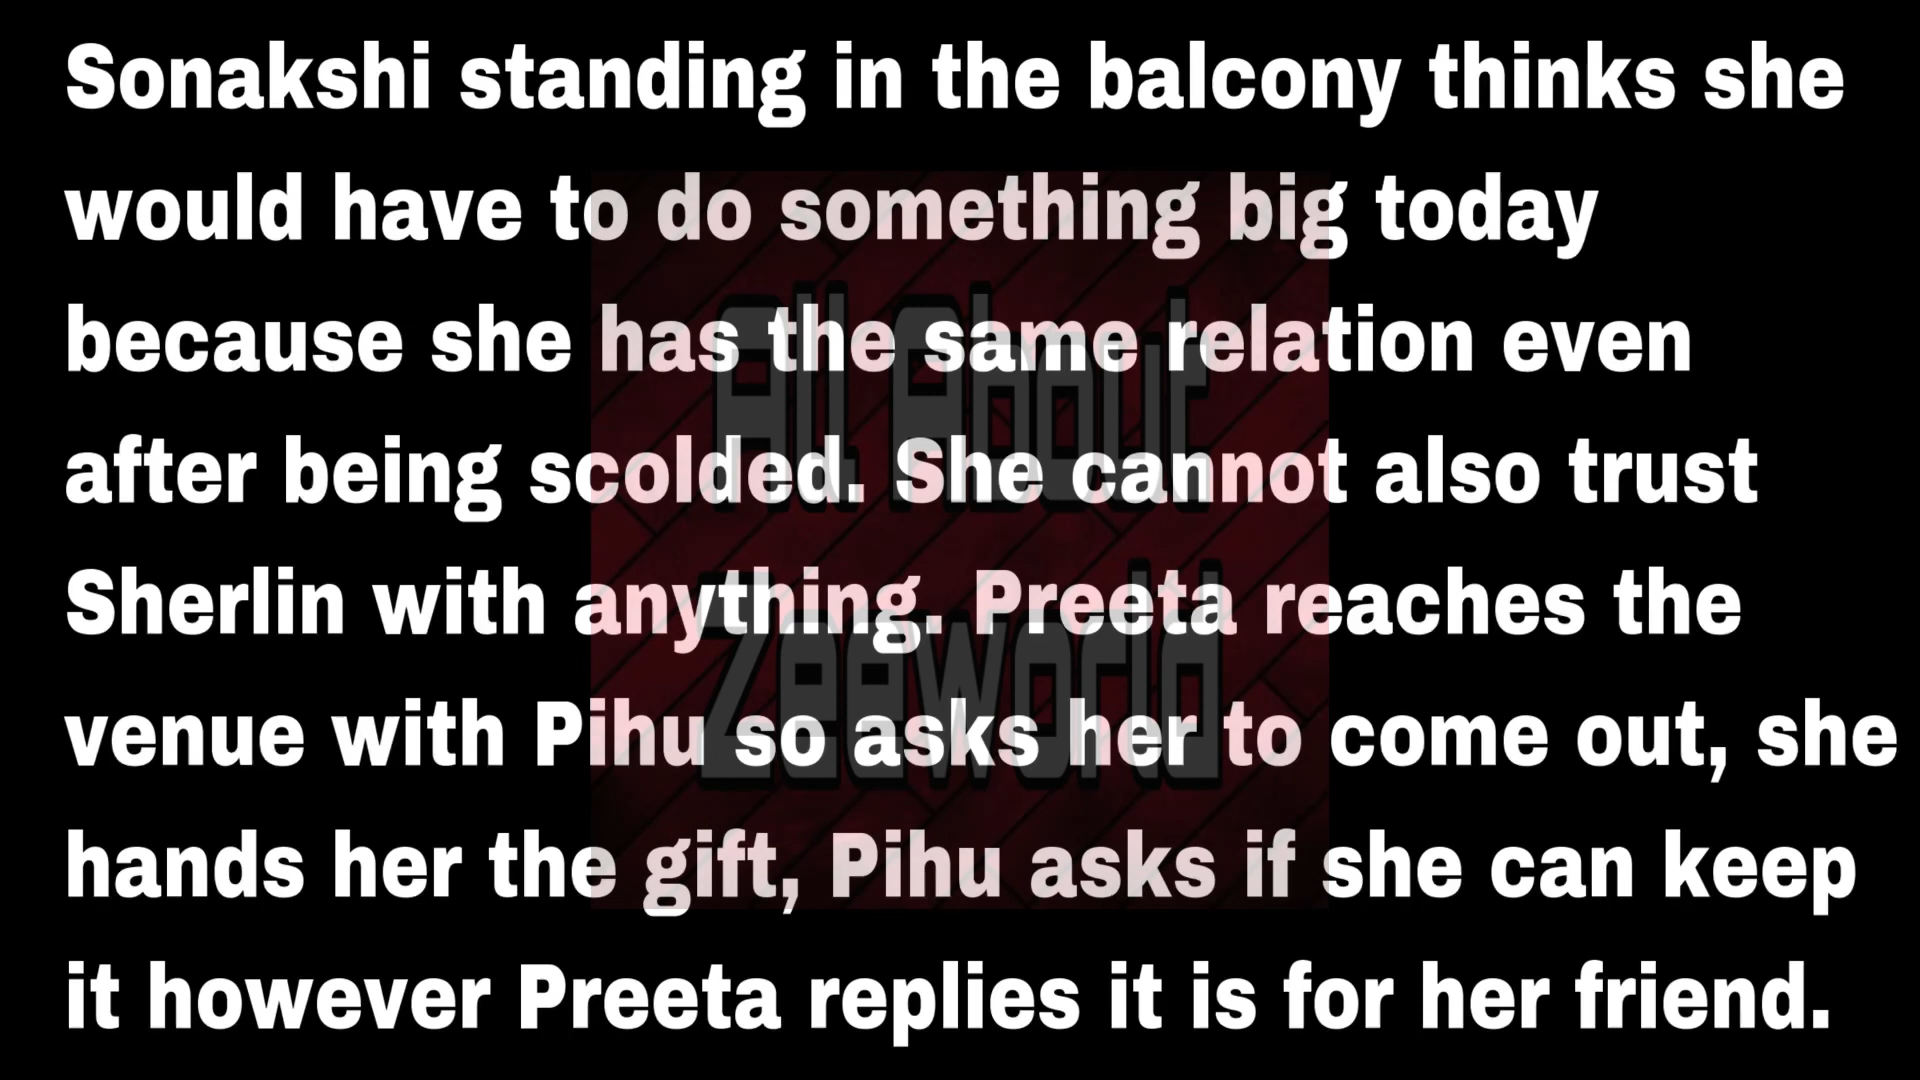 Sonakshi standing in the balcony thinks she
would have to do something big today
because she has the same relation even
after being scolded. She cannot also trust
Sherlin with anything. Preeta reaches the
venue with Pihu so asks her to come out, she
hands her the gift, Pihu asks if she can keep
it however Preeta replies it is for her friend.
All About
Zeeworld